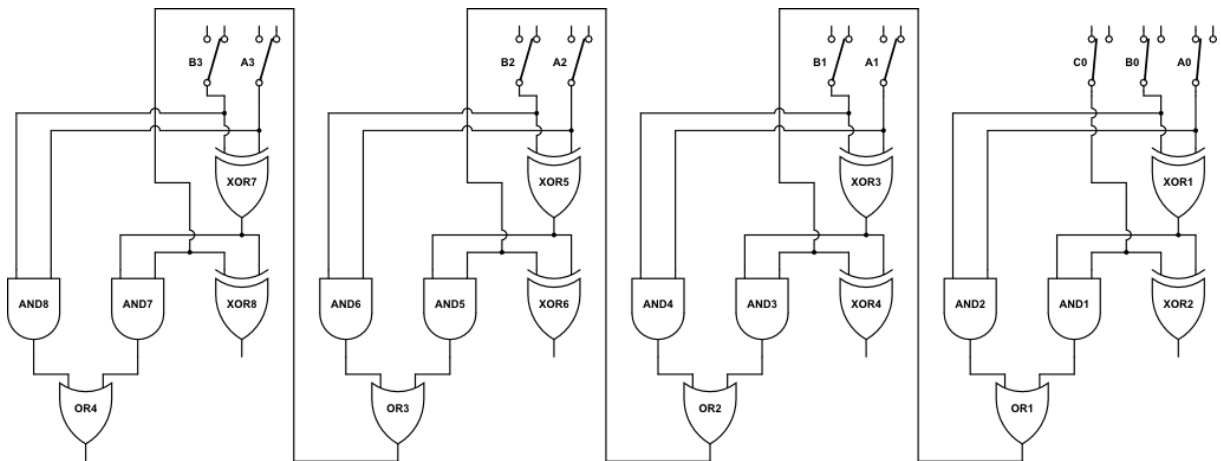 B3 A3 B2 A2 B1 A1 C0 B0 A0
XOR7 XOR5 XOR3 XOR1
AND8 AND7 XOR8 AND6 AND5 XOR6 AND4 AND3 XOR4 AND2 AND1 XOR2
OR4 OR3 OR2 OR1